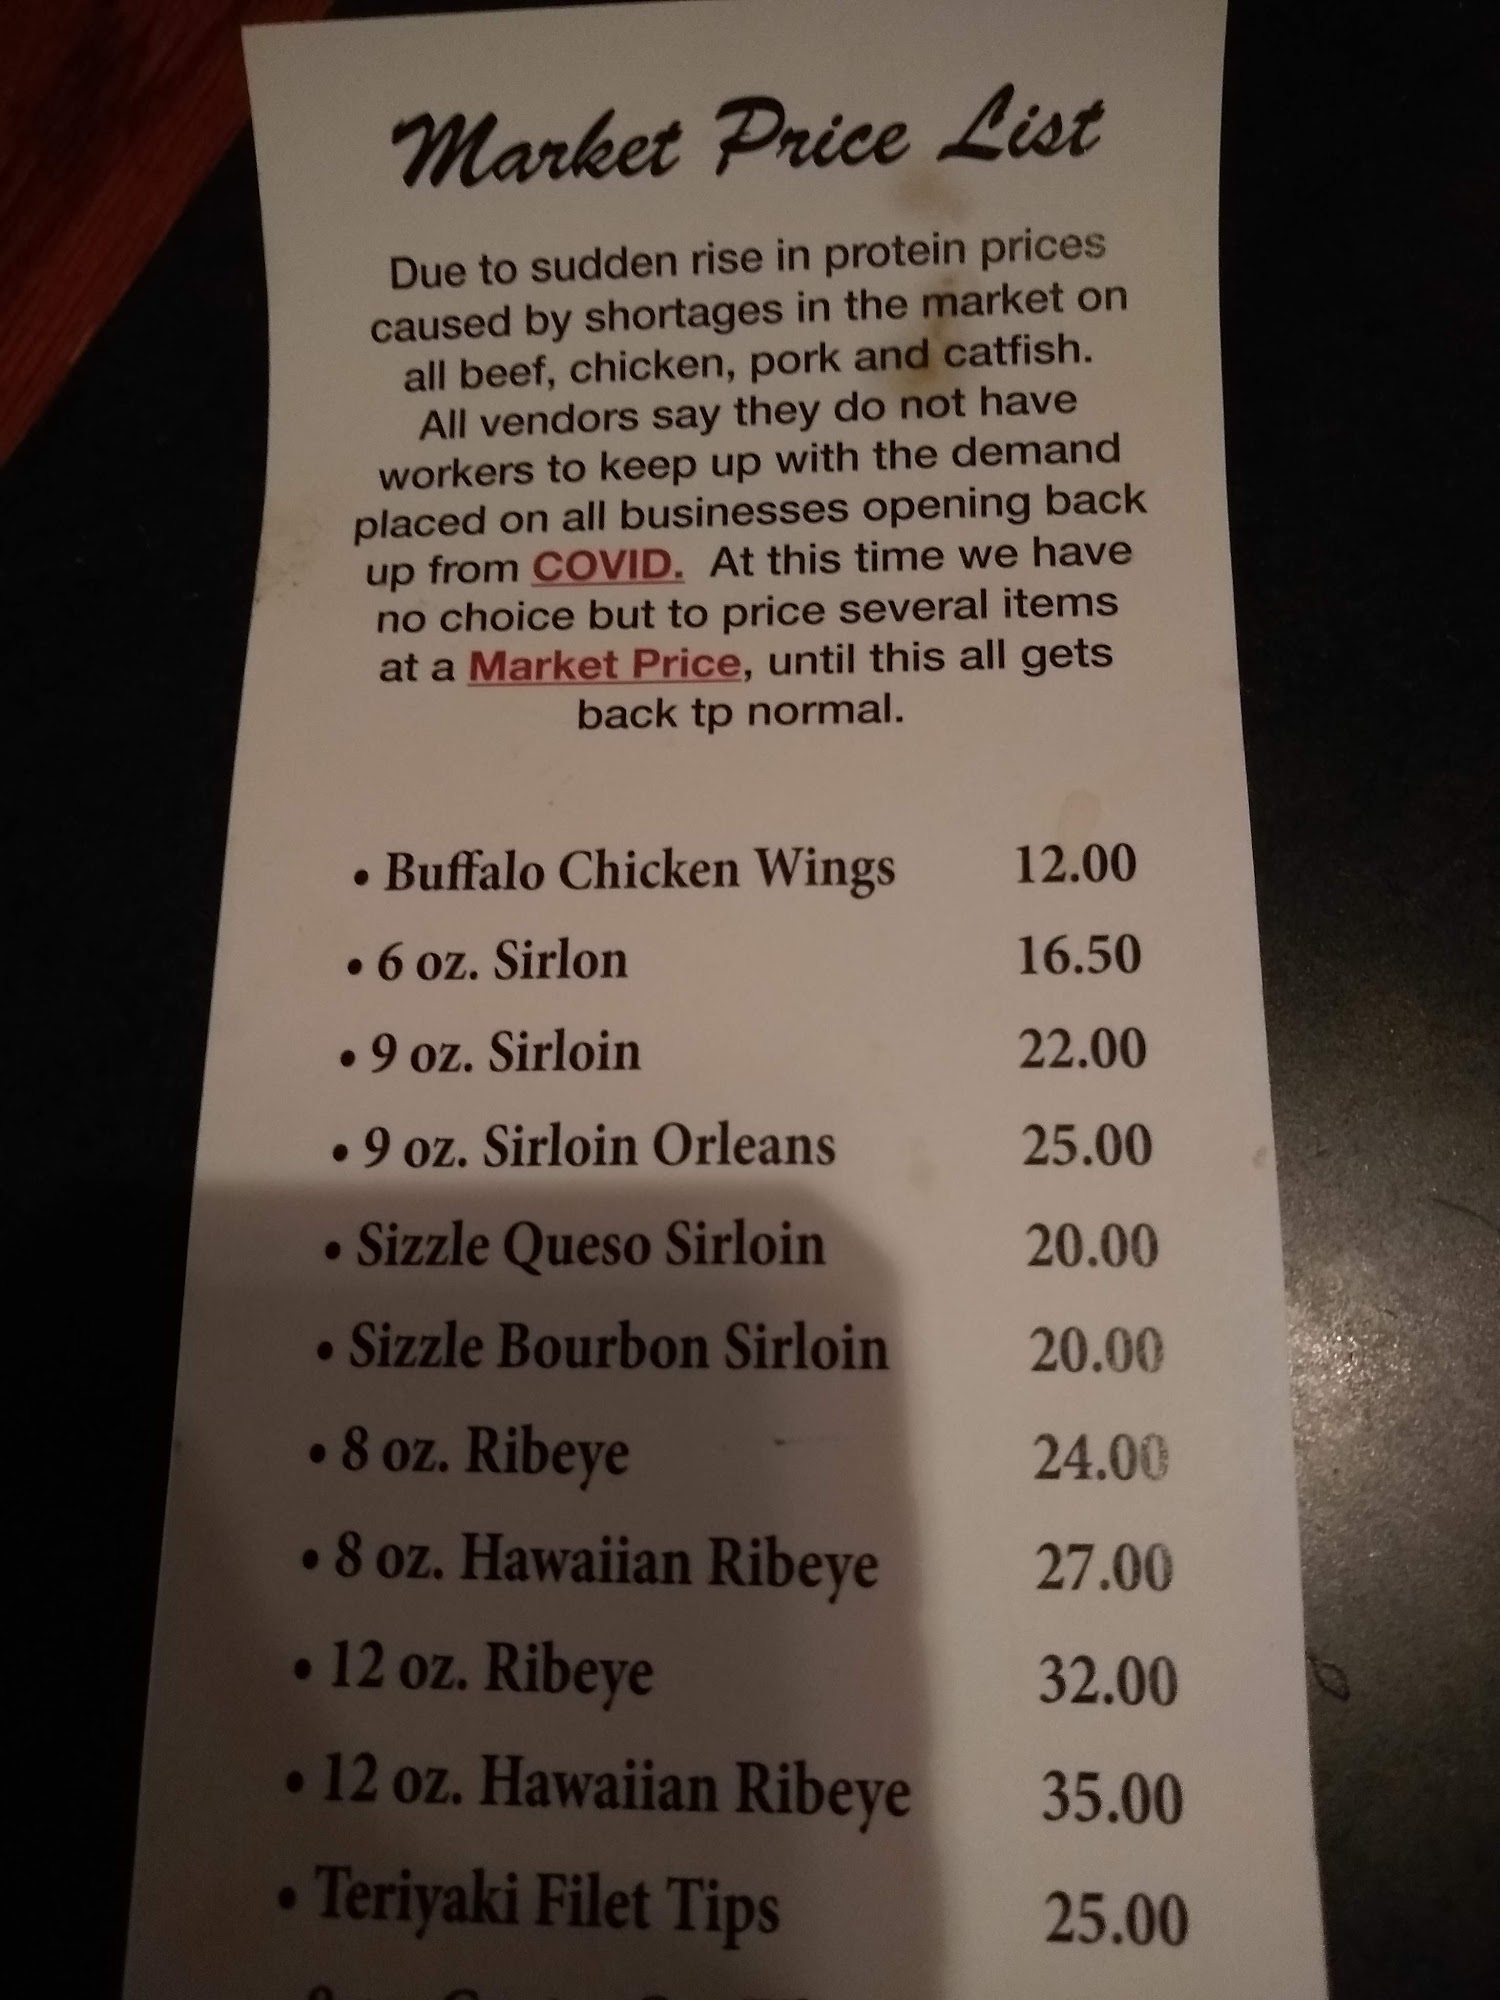 Market Price List
Due to sudden rise in protein prices
caused by shortages in the market on
all beef, chicken, pork and catfish.
All vendors say they do not have
workers to keep up with the demand
placed on all businesses opening back
up from COVID. At this time we have
no choice but to price several items
at a Market Price, until this all gets
back tp normal.
• Buffalo Chicken Wings 12.00
• 6 oz. Sirlon 16.50
• 9 oz. Sirloin 22.00
• 9 oz. Sirloin Orleans 25.00
• Sizzle Queso Sirloin 20.00
• Sizzle Bourbon Sirloin 20.00
• 8 oz. Ribeye 24.00
• 8 oz. Hawaiian Ribeye 27.00
• 12 oz. Ribeye 32.00
• 12 oz. Hawaiian Ribeye 35.00
• Teriyaki Filet Tips 25.00